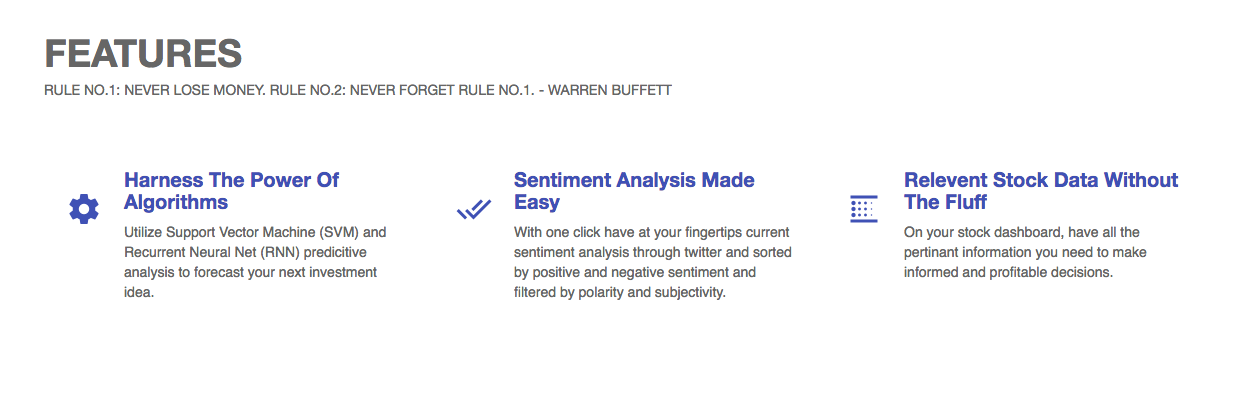 FEATURES
RULE NO.1: NEVER LOSE MONEY. RULE NO.2: NEVER FORGET RULE NO.1. - WARREN BUFFETT
Harness The Power Of
Algorithms
Utilize Support Vector Machine (SVM) and
Recurrent Neural Net (RNN) predicitive
analysis to forecast your next investment
idea.
Sentiment Analysis Made
Easy
With one click have at your fingertips current
sentiment analysis through twitter and sorted
by positive and negative sentiment and
filtered by polarity and subjectivity.
Relevent Stock Data Without
The Fluff
On your stock dashboard, have all the
pertinant information you need to make
informed and profitable decisions.